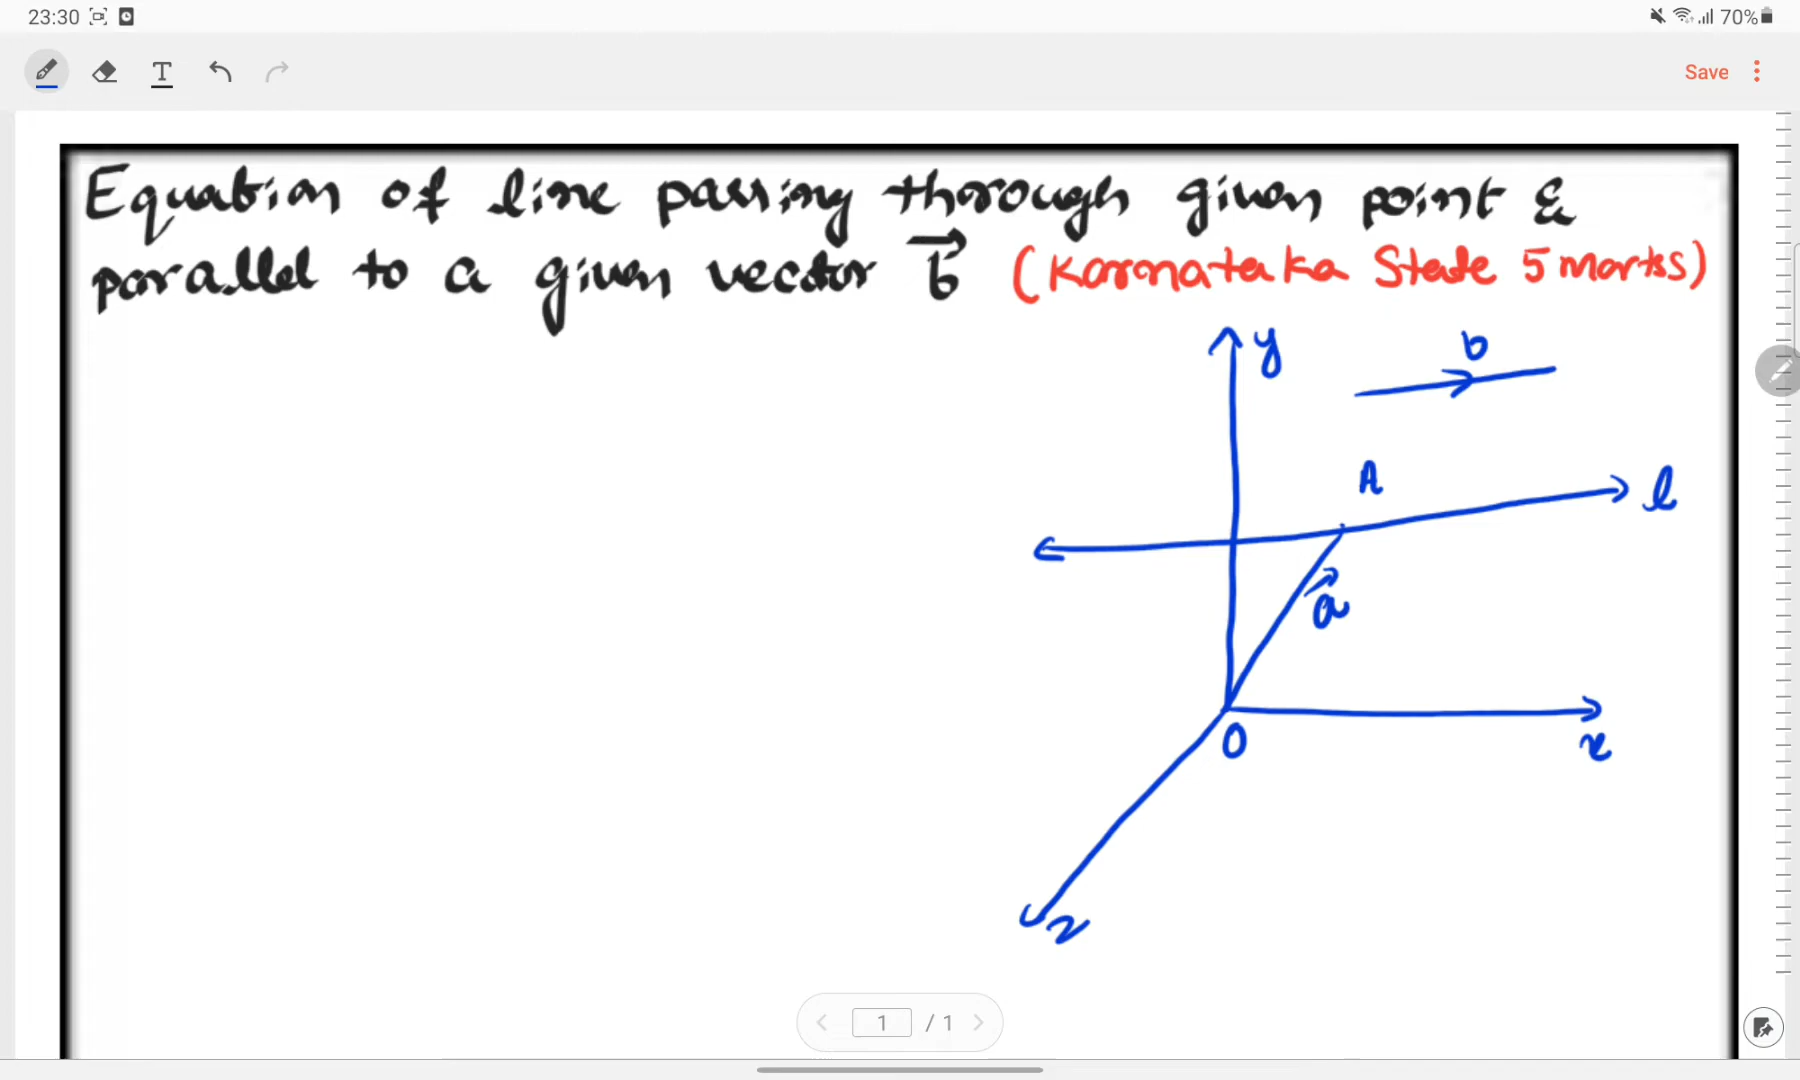 23:30 70%
T Save
Equation of line passing through given point &
parallel to a given vector b (Karnataka State 5 marks)
y b
A l
a
O x
z
1 / 1